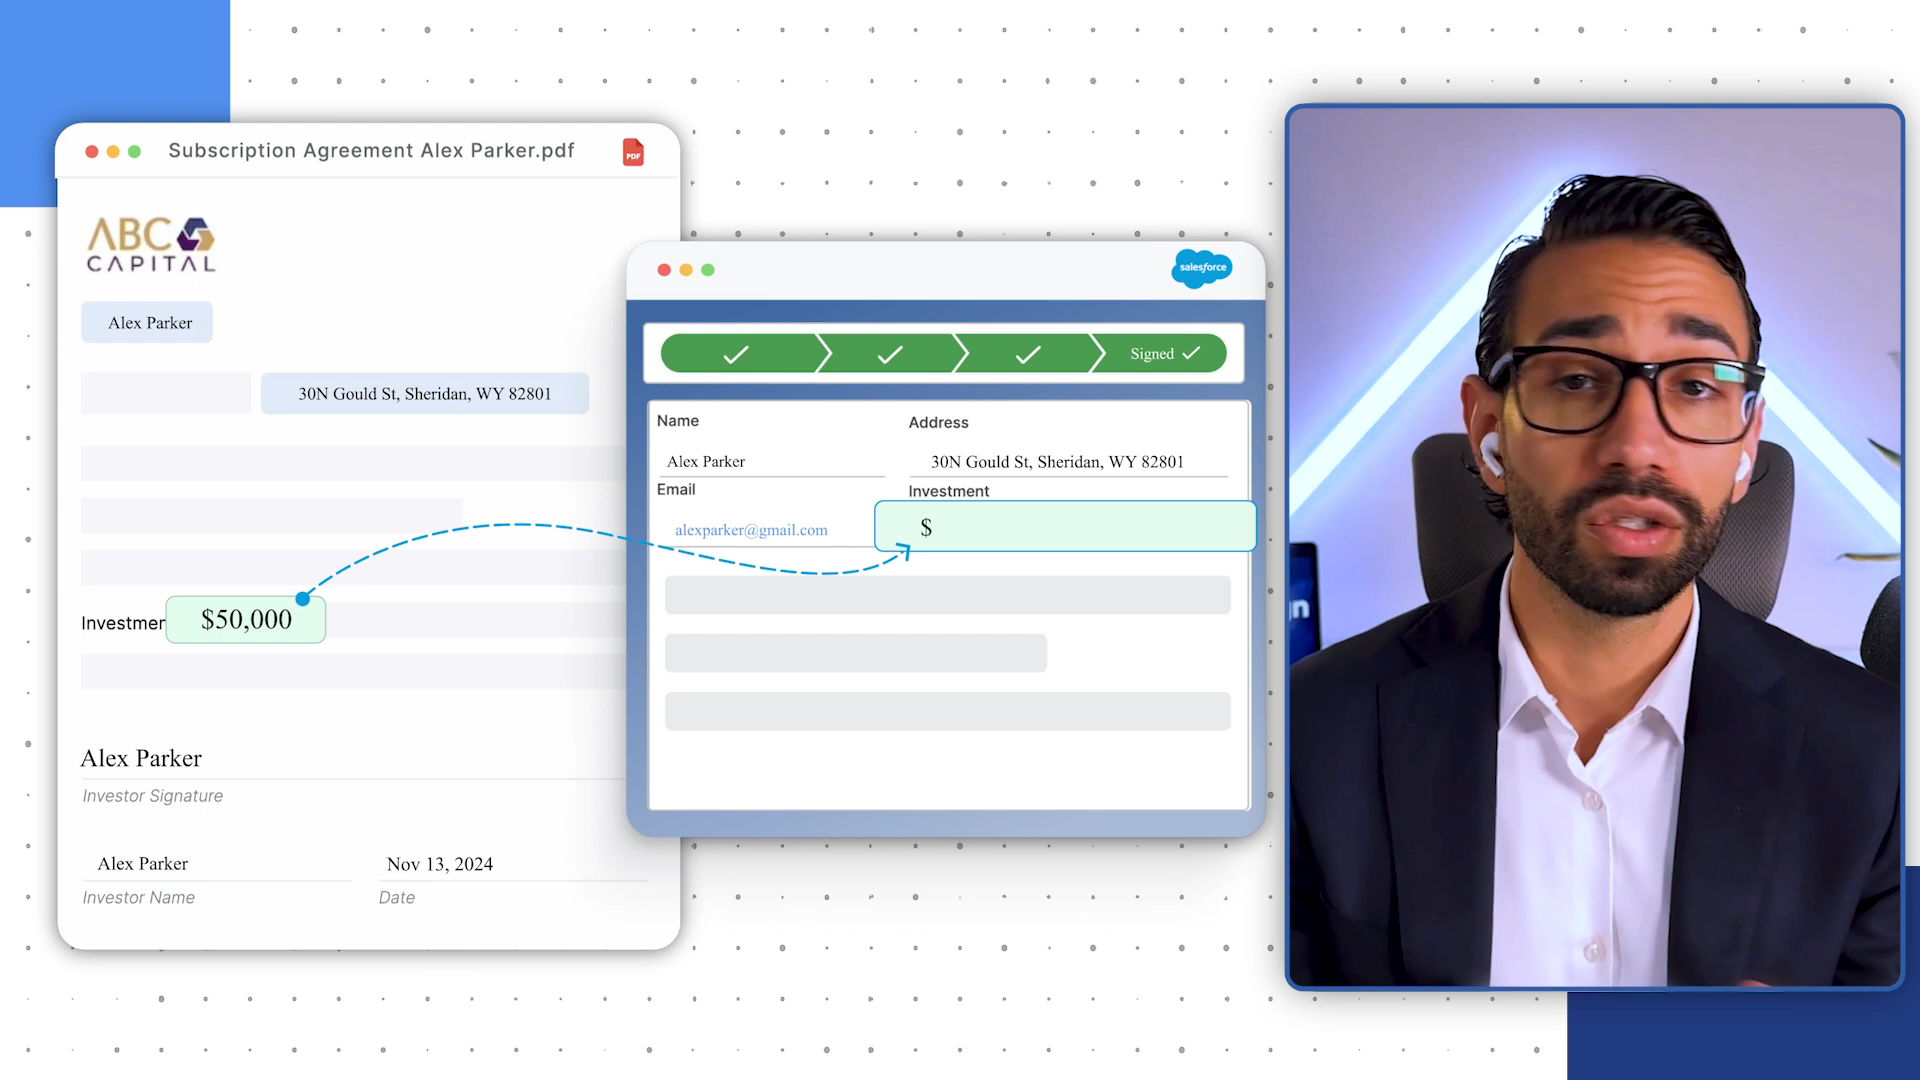 Subscription Agreement Alex Parker.pdf
PDF
ABC
CAPITAL
Alex Parker
30N Gould St, Sheridan, WY 82801
Investmen
$50,000
Alex Parker
Investor Signature
Alex Parker
Nov 13, 2024
Investor Name
Date
salesforce
Signed
Name
Address
Alex Parker
30N Gould St, Sheridan, WY 82801
Email
Investment
alexparker@gmail.com
$